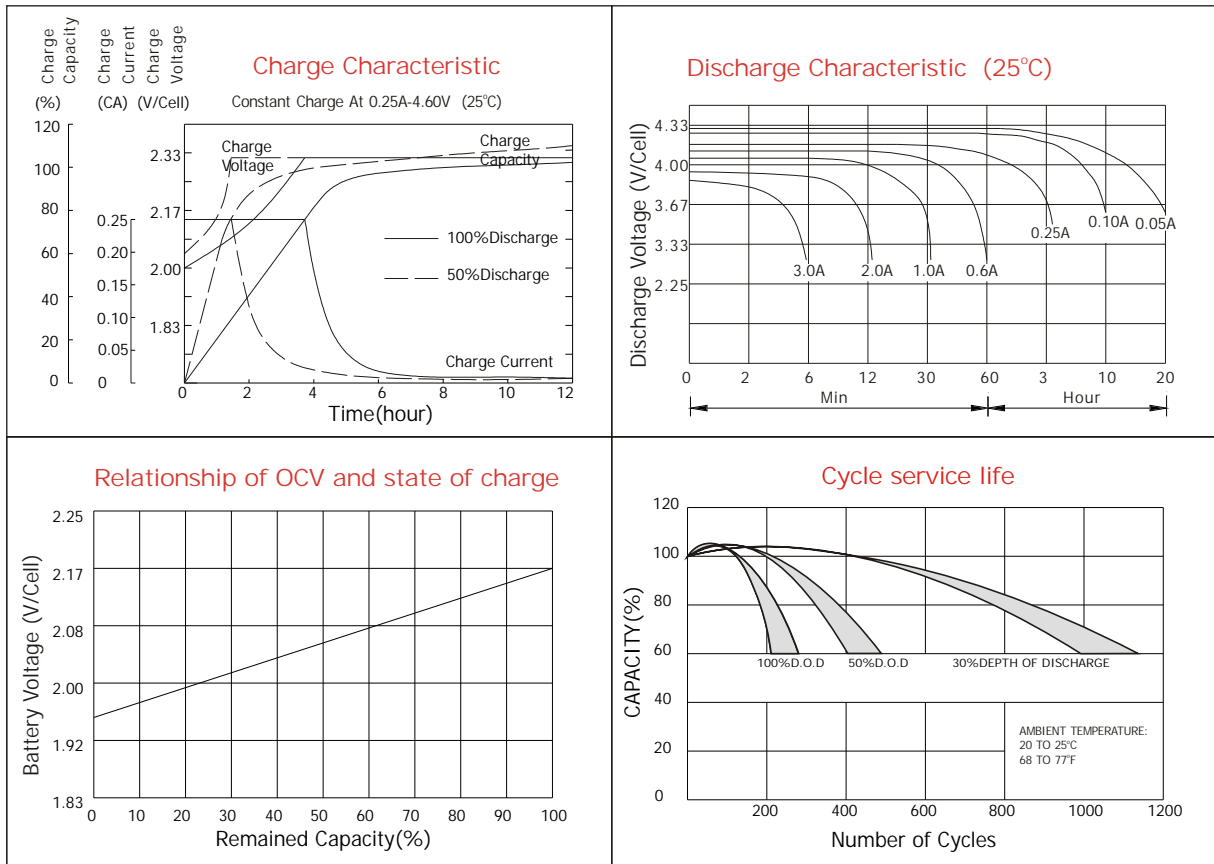 Charge Capacity
Charge Current
Charge Voltage
Charge Characteristic
(%) (CA) (V/Cell)
Constant Charge At 0.25A-4.60V (25°C)
120
100
80
60
40
20
0
0.25
0.20
0.15
0.10
0.05
0
2.33
2.17
2.00
1.83
Charge Voltage
Charge Capacity
100%Discharge
50%Discharge
Charge Current
0 2 4 6 8 10 12
Time(hour)
Discharge Characteristic (25°C)
Discharge Voltage (V/Cell)
4.33
4.00
3.67
3.33
2.25
3.0A 2.0A 1.0A 0.6A 0.25A 0.10A 0.05A
0 2 6 12 30 60 3 10 20
Min Hour
Relationship of OCV and state of charge
Battery Voltage (V/Cell)
2.25
2.17
2.08
2.00
1.92
1.83
0 10 20 30 40 50 60 70 80 90 100
Remained Capacity(%)
Cycle service life
CAPACITY(%)
120
100
80
60
40
20
0
100%D.O.D 50%D.O.D 30%DEPTH OF DISCHARGE
AMBIENT TEMPERATURE:
20 TO 25°C
68 TO 77°F
200 400 600 800 1000 1200
Number of Cycles